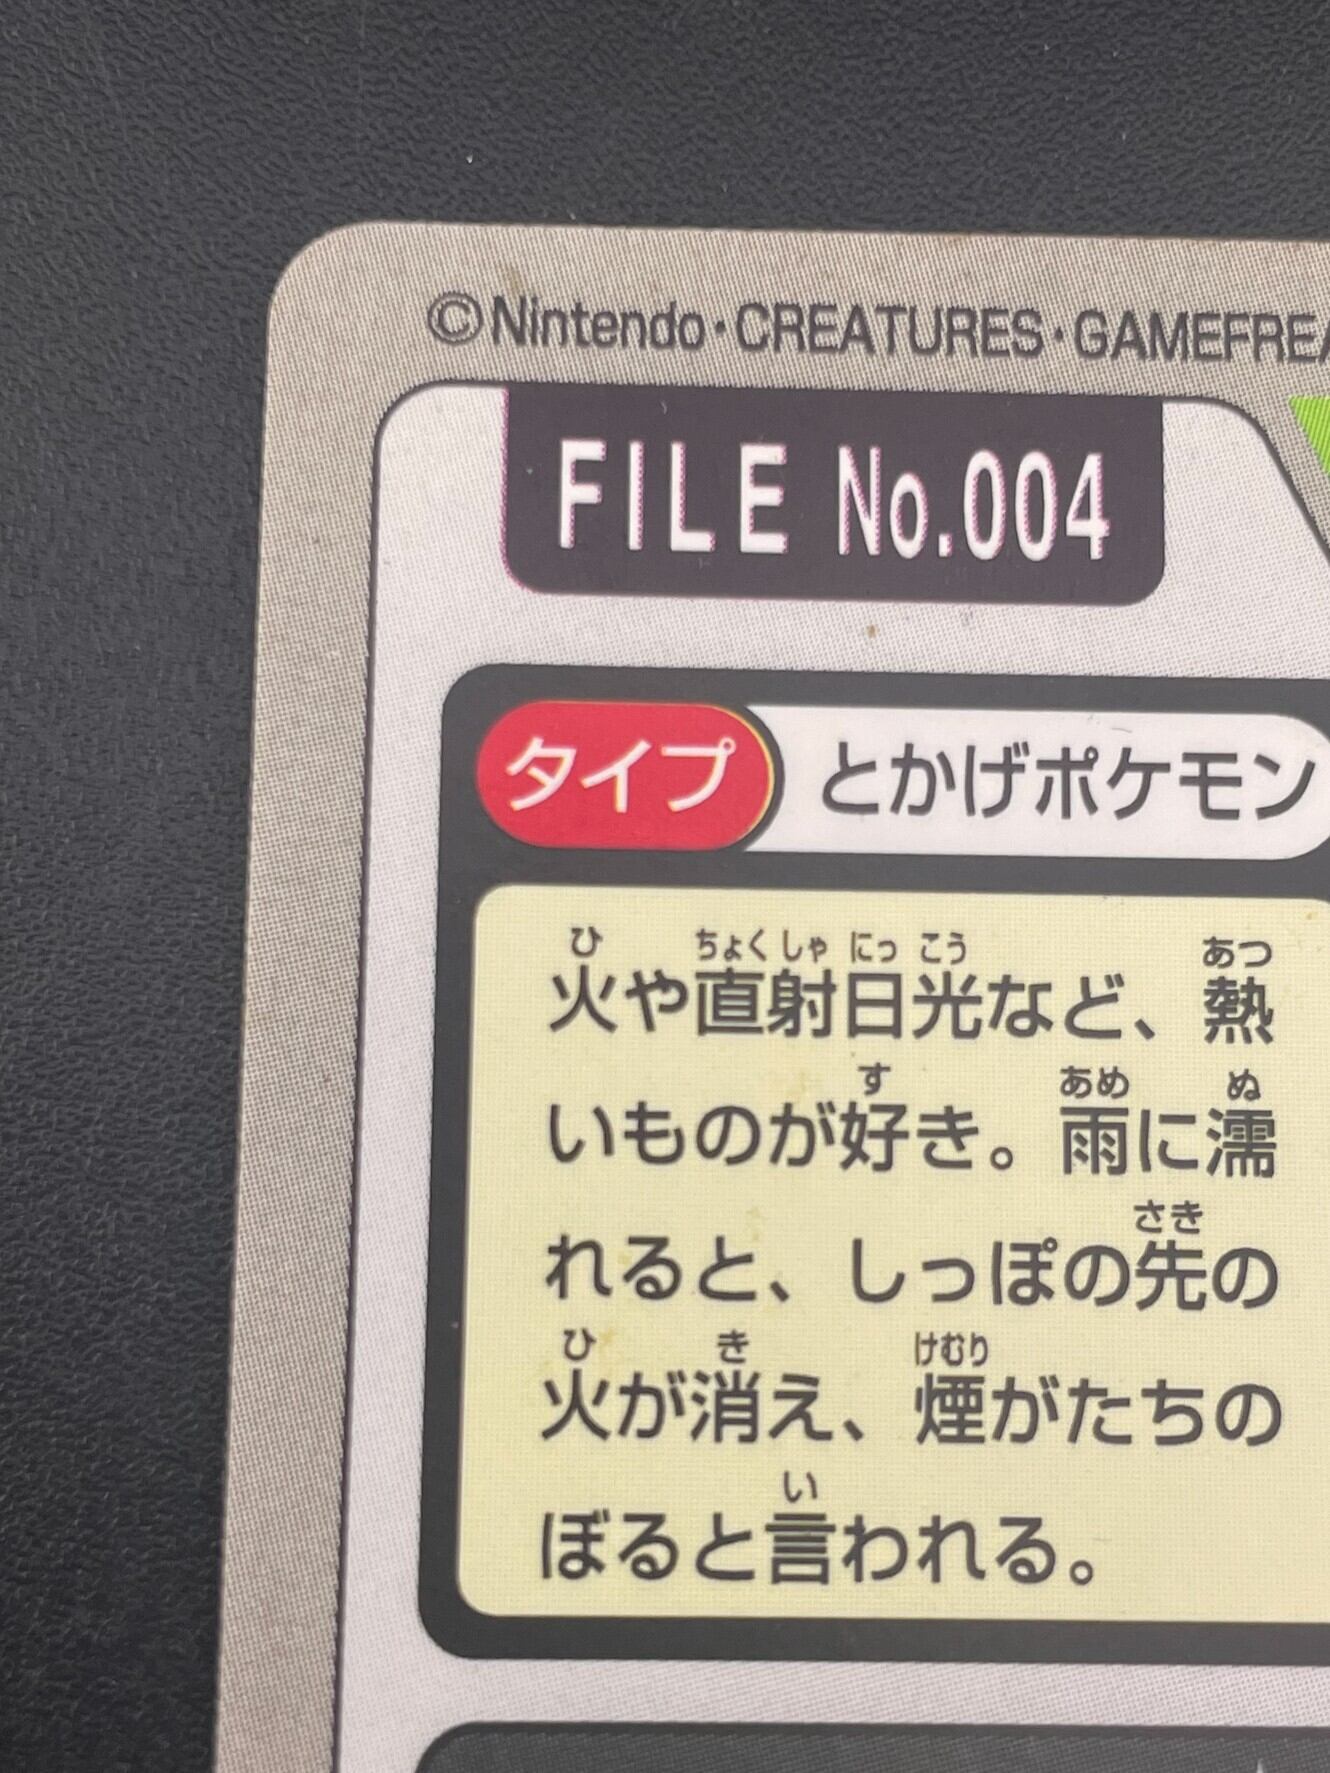 ©Nintendo・CREATURES・GAMEFREA
FILE No.004
タイプ とかげポケモン
ひ ちょくしゃにっこう あつ
火や直射日光など、熱
す あめ ぬ
いものが好き。雨に濡
さき
れると、しっぽの先の
ひ き けむり
火が消え、煙がたちの
い
ぼると言われる。